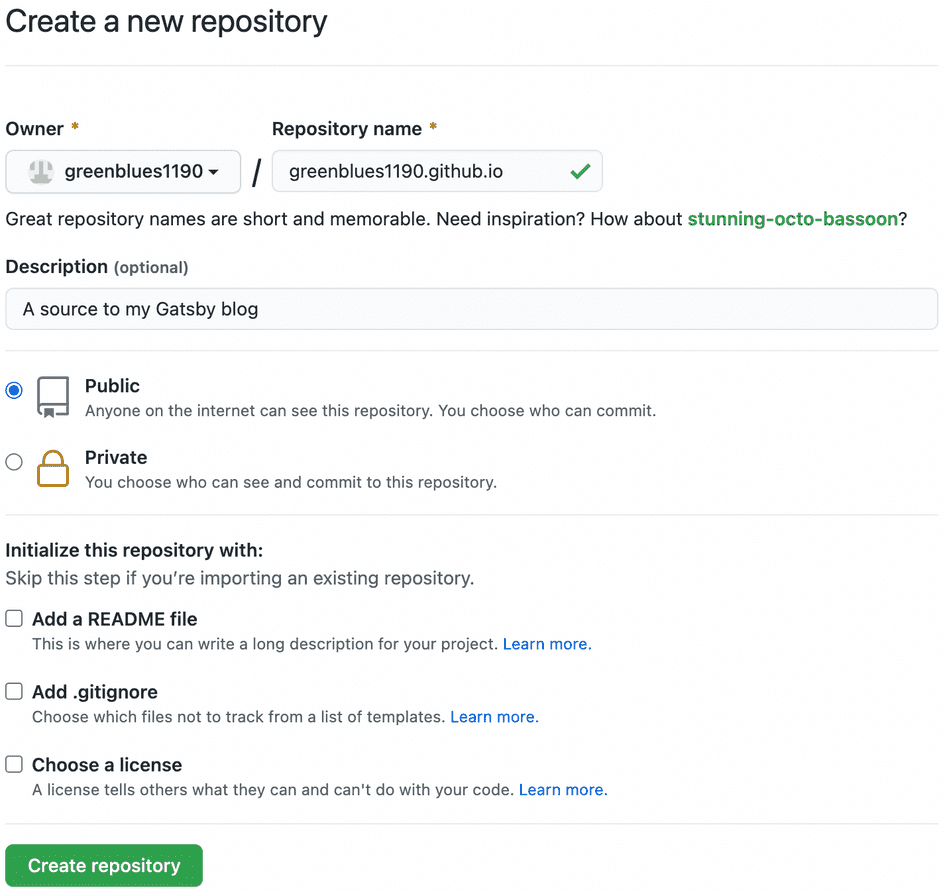 Create a new repository
Owner *
Repository name *
greenblues1190 / greenblues1190.github.io
Great repository names are short and memorable. Need inspiration? How about stunning-octo-bassoon?
Description (optional)
A source to my Gatsby blog
Public
Anyone on the internet can see this repository. You choose who can commit.
Private
You choose who can see and commit to this repository.
Initialize this repository with:
Skip this step if you’re importing an existing repository.
Add a README file
This is where you can write a long description for your project. Learn more.
Add .gitignore
Choose which files not to track from a list of templates. Learn more.
Choose a license
A license tells others what they can and can't do with your code. Learn more.
Create repository